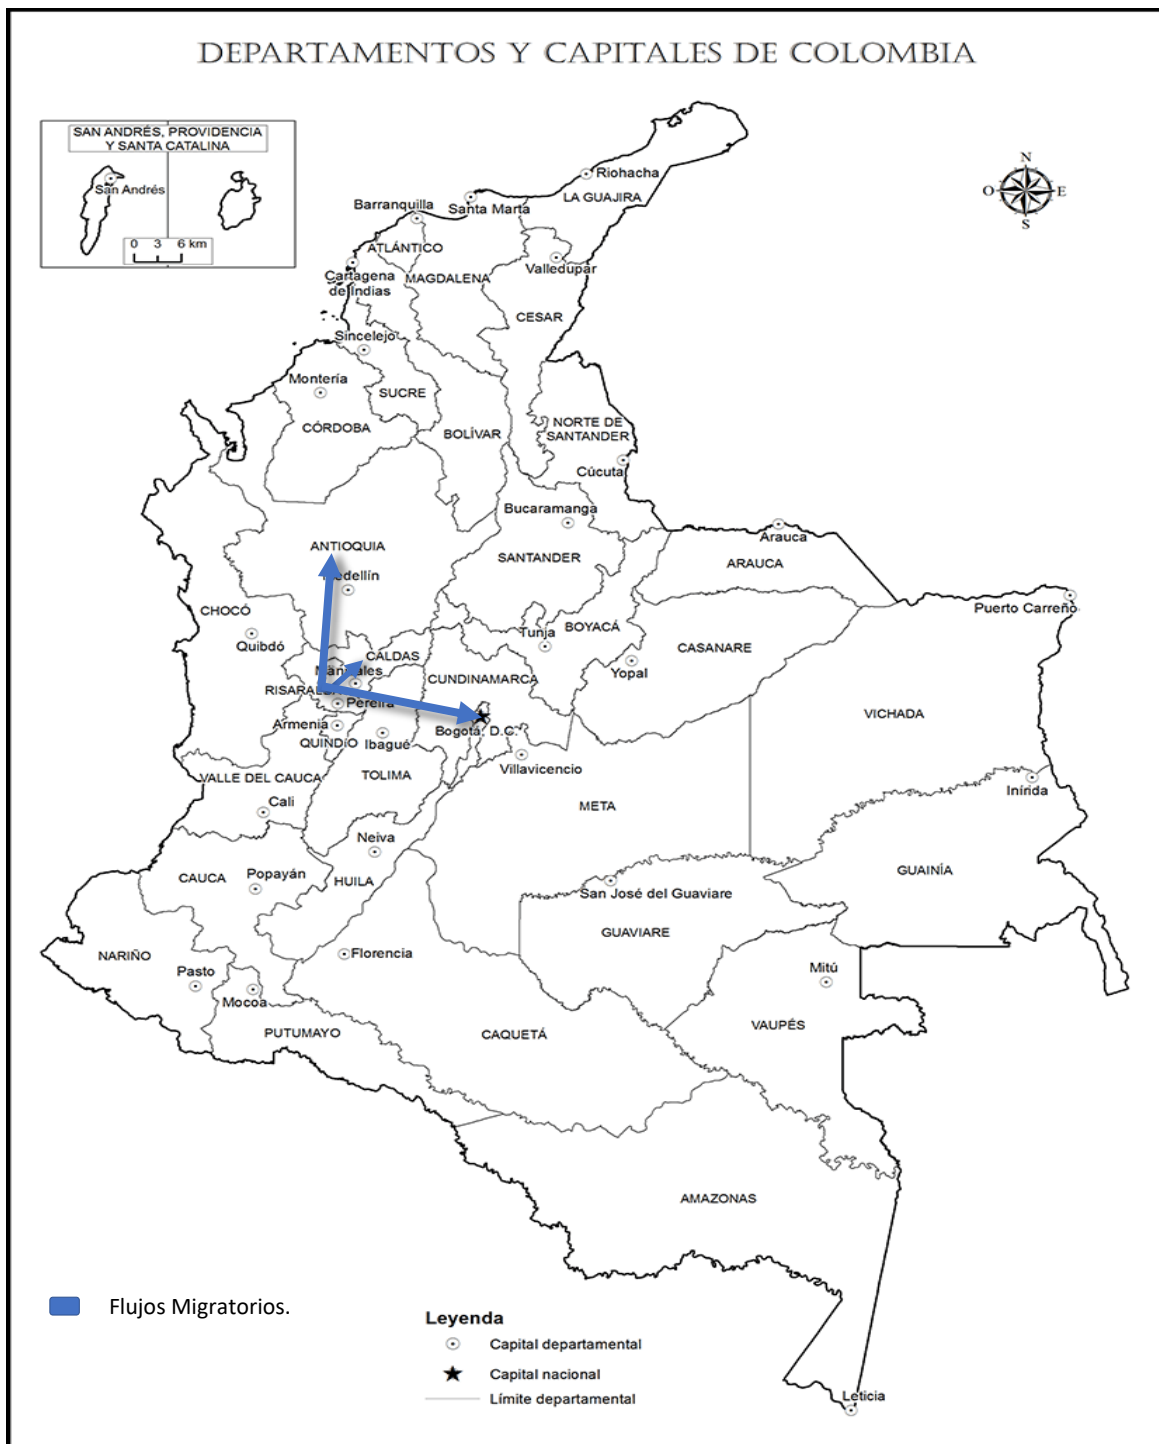 DEPARTAMENTOS Y CAPITALES DE COLOMBIA
SAN ANDRÉS, PROVIDENCIA
Y SANTA CATALINA
San Andrés
0 3 6 km
N
O
E
S
Riohacha
LA GUAJIRA
Santa Marta
Barranquilla
ATLÁNTICO
Cartagena
de Indias
MAGDALENA
Valledupar
CESAR
Sincelejo
Montería
SUCRE
CÓRDOBA
BOLÍVAR
NORTE DE
SANTANDER
Cúcuta
Bucaramanga
SANTANDER
Arauca
ARAUCA
ANTIOQUIA
Medellín
CHOCÓ
Quibdó
Puerto Carreño
Tunja
BOYACÁ
CASANARE
Yopal
CALDAS
Manizales
CUNDINAMARCA
RISARALDA
Pereira
VICHADA
Armenia
QUINDÍO
Ibagué
Bogotá, D.C.
Villavicencio
VALLE DEL CAUCA
TOLIMA
Cali
META
Inírida
Neiva
CAUCA
Popayán
HUILA
San José del Guaviare
GUAINÍA
GUAVIARE
NARIÑO
Florencia
Pasto
Mocoa
Mitú
PUTUMAYO
CAQUETÁ
VAUPÉS
AMAZONAS
Leticia
Flujos Migratorios.
Leyenda
Capital departamental
Capital nacional
Límite departamental